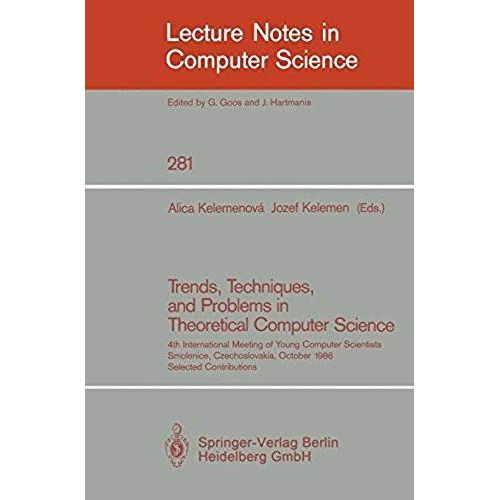 Lecture Notes in
Computer Science
Edited by G. Goos and J. Hartmanis
281
Alica Kelemenová Jozef Kelemen (Eds.)
Trends, Techniques,
and Problems in
Theoretical Computer Science
4th International Meeting of Young Computer Scientists
Smolenice, Czechoslovakia, October 1986
Selected Contributions
Springer-Verlag Berlin
Heidelberg GmbH